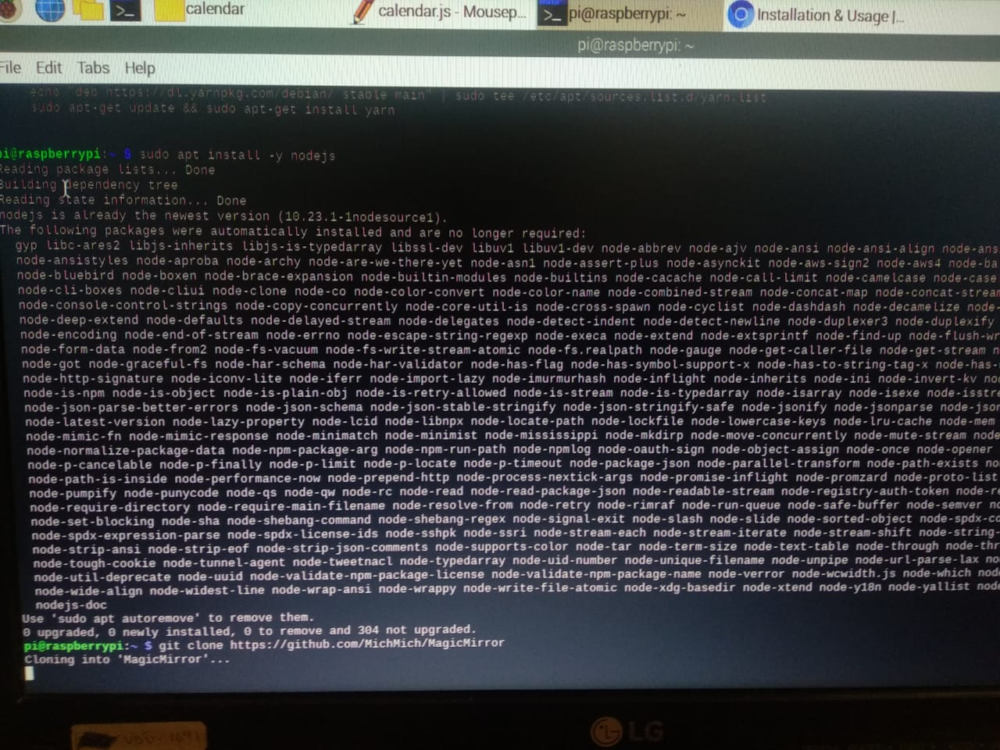 calendar
calendar.js - Mousep...
pi@raspberrypi: ~
Installation & Usage |...
pi@raspberrypi: ~
File Edit Tabs Help
echo "deb https://dl.yarnpkg.com/debian/ stable main" | sudo tee /etc/apt/sources.list.d/yarn.list
sudo apt-get update && sudo apt-get install yarn
pi@raspberrypi:~ $ sudo apt install -y nodejs
Reading package lists... Done
Building dependency tree
Reading state information... Done
nodejs is already the newest version (10.23.1-1nodesource1).
The following packages were automatically installed and are no longer required:
gyp libc-ares2 libjs-inherits libjs-is-typedarray libssl-dev libuv1 libuv1-dev node-abbrev node-ajv node-ansi node-ansi-align node-ans
node-ansistyles node-aproba node-archy node-are-we-there-yet node-asn1 node-assert-plus node-asynckit node-aws-sign2 node-aws4 node-ba
node-bluebird node-boxen node-brace-expansion node-builtin-modules node-builtins node-cacache node-call-limit node-camelcase node-case
node-cli-boxes node-cliui node-clone node-co node-color-convert node-color-name node-combined-stream node-concat-map node-concat-stream
node-console-control-strings node-copy-concurrently node-core-util-is node-cross-spawn node-cyclist node-dashdash node-decamelize node-
node-deep-extend node-defaults node-delayed-stream node-delegates node-detect-indent node-detect-newline node-duplexer3 node-duplexify
node-encoding node-end-of-stream node-errno node-escape-string-regexp node-execa node-extend node-extsprintf node-find-up node-flush-wr
node-form-data node-from2 node-fs-vacuum node-fs-write-stream-atomic node-fs.realpath node-gauge node-get-caller-file node-get-stream n
node-got node-graceful-fs node-har-schema node-har-validator node-has-flag node-has-symbol-support-x node-has-to-string-tag-x node-has-
node-http-signature node-iconv-lite node-iferr node-import-lazy node-imurmurhash node-inflight node-inherits node-ini node-invert-kv no
node-is-npm node-is-object node-is-plain-obj node-is-retry-allowed node-is-stream node-is-typedarray node-isarray node-isexe node-isstr
node-json-parse-better-errors node-json-schema node-json-stable-stringify node-json-stringify-safe node-jsonify node-jsonparse node-json
node-latest-version node-lazy-property node-lcid node-libnpx node-locate-path node-lockfile node-lowercase-keys node-lru-cache node-mem
node-mimic-fn node-mimic-response node-minimatch node-minimist node-mississippi node-mkdirp node-move-concurrently node-mute-stream node
node-normalize-package-data node-npm-package-arg node-npm-run-path node-npmlog node-oauth-sign node-object-assign node-once node-opener
node-p-cancelable node-p-finally node-p-limit node-p-locate node-p-timeout node-package-json node-parallel-transform node-path-exists no
node-path-is-inside node-performance-now node-prepend-http node-process-nextick-args node-promise-inflight node-promzard node-proto-list
node-pumpify node-punycode node-qs node-qw node-rc node-read node-read-package-json node-readable-stream node-registry-auth-token node-re
node-require-directory node-require-main-filename node-resolve-from node-retry node-rimraf node-run-queue node-safe-buffer node-semver n
node-set-blocking node-sha node-shebang-command node-shebang-regex node-signal-exit node-slash node-slide node-sorted-object node-spdx-co
node-spdx-expression-parse node-spdx-license-ids node-sshpk node-ssri node-stream-each node-stream-iterate node-stream-shift node-string-
node-strip-ansi node-strip-eof node-strip-json-comments node-supports-color node-tar node-term-size node-text-table node-through node-thr
node-tough-cookie node-tunnel-agent node-tweetnacl node-typedarray node-uid-number node-unique-filename node-unpipe node-url-parse-lax no
node-util-deprecate node-uuid node-validate-npm-package-license node-validate-npm-package-name node-verror node-wcwidth.js node-which node
node-wide-align node-widest-line node-wrap-ansi node-wrappy node-write-file-atomic node-xdg-basedir node-xtend node-y18n node-yallist node
nodejs-doc
Use 'sudo apt autoremove' to remove them.
0 upgraded, 0 newly installed, 0 to remove and 304 not upgraded.
pi@raspberrypi:~ $ git clone https://github.com/MichMich/MagicMirror
Cloning into 'MagicMirror'...
LG